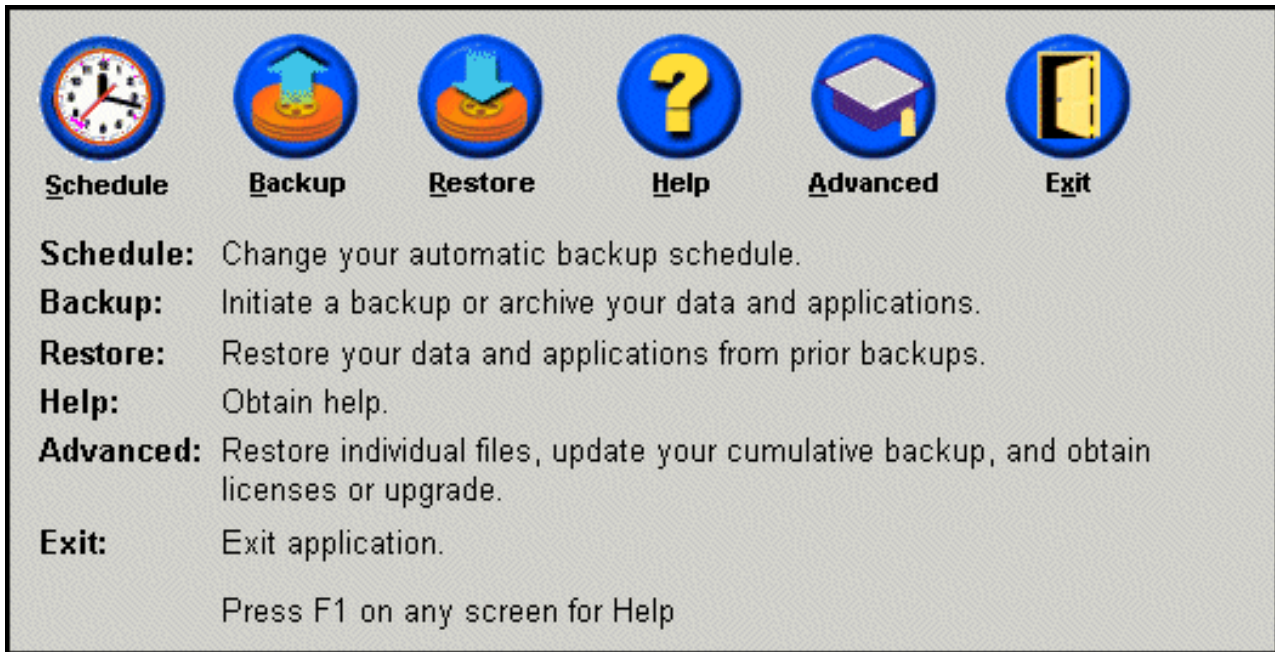 Schedule Backup Restore Help Advanced Exit
Schedule: Change your automatic backup schedule.
Backup: Initiate a backup or archive your data and applications.
Restore: Restore your data and applications from prior backups.
Help: Obtain help.
Advanced: Restore individual files, update your cumulative backup, and obtain
licenses or upgrade.
Exit: Exit application.
Press F1 on any screen for Help